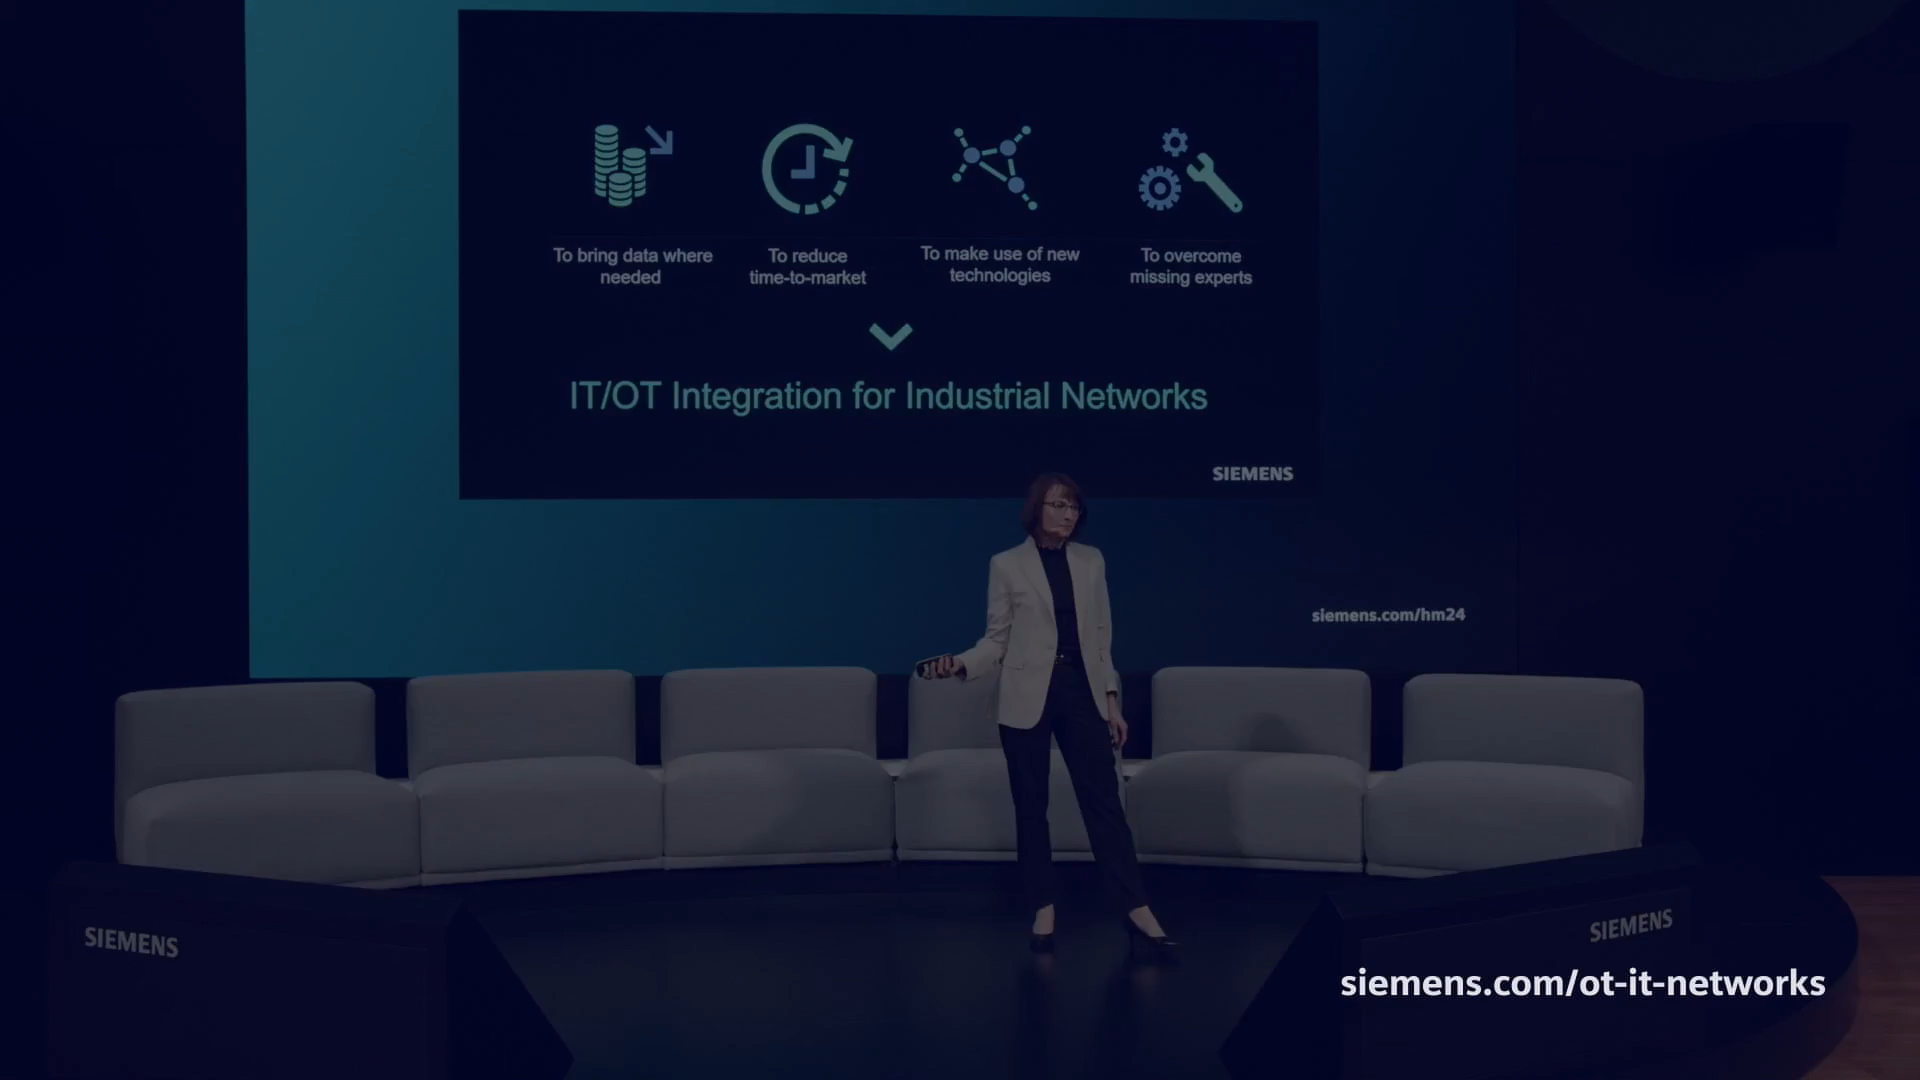 To bring data where
needed
To reduce
time-to-market
To make use of new
technologies
To overcome
missing experts
IT/OT Integration for Industrial Networks
SIEMENS
siemens.com/hm24
SIEMENS
SIEMENS
siemens.com/ot-it-networks